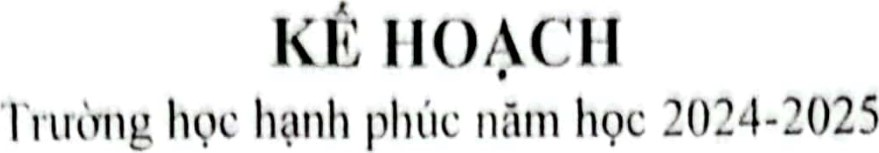 KẾ HOẠCH
Trường học hạnh phúc năm học 2024-2025